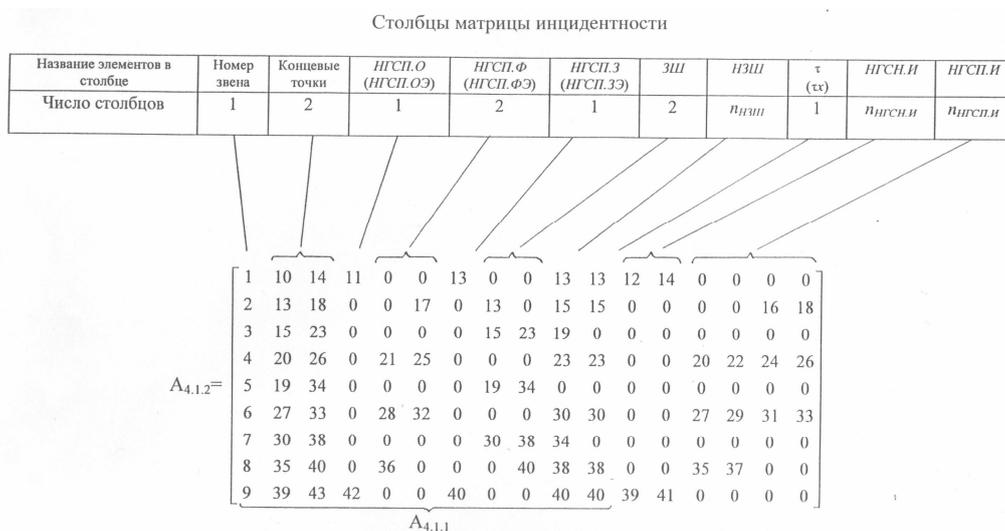 Столбцы матрицы инцидентности
Название элементов в столбце Номер звена Концевые точки НГСП.О (НГСП.ОЭ) НГСП.Ф (НГСП.ФЭ) НГСП.З (НГСП.ЗЭ) ЗШ НЗШ τ (τx) НГСН.И НГСП.И
Число столбцов 1 2 1 2 1 2 nНЗШ 1 nНГСН.И nНГСП.И
1 10 14 11 0 0 13 0 0 13 13 12 14 0 0 0 0
2 13 18 0 0 17 0 13 0 15 15 0 0 0 0 16 18
3 15 23 0 0 0 0 15 23 19 0 0 0 0 0 0 0
4 20 26 0 21 25 0 0 0 23 23 0 0 20 22 24 26
A4.1.2=
5 19 34 0 0 0 0 19 34 0 0 0 0 0 0 0 0
6 27 33 0 28 32 0 0 0 30 30 0 0 27 29 31 33
7 30 38 0 0 0 0 30 38 34 0 0 0 0 0 0 0
8 35 40 0 36 0 0 0 40 38 38 0 0 35 37 0 0
9 39 43 42 0 0 40 0 0 40 40 39 41 0 0 0 0
A4.1.1